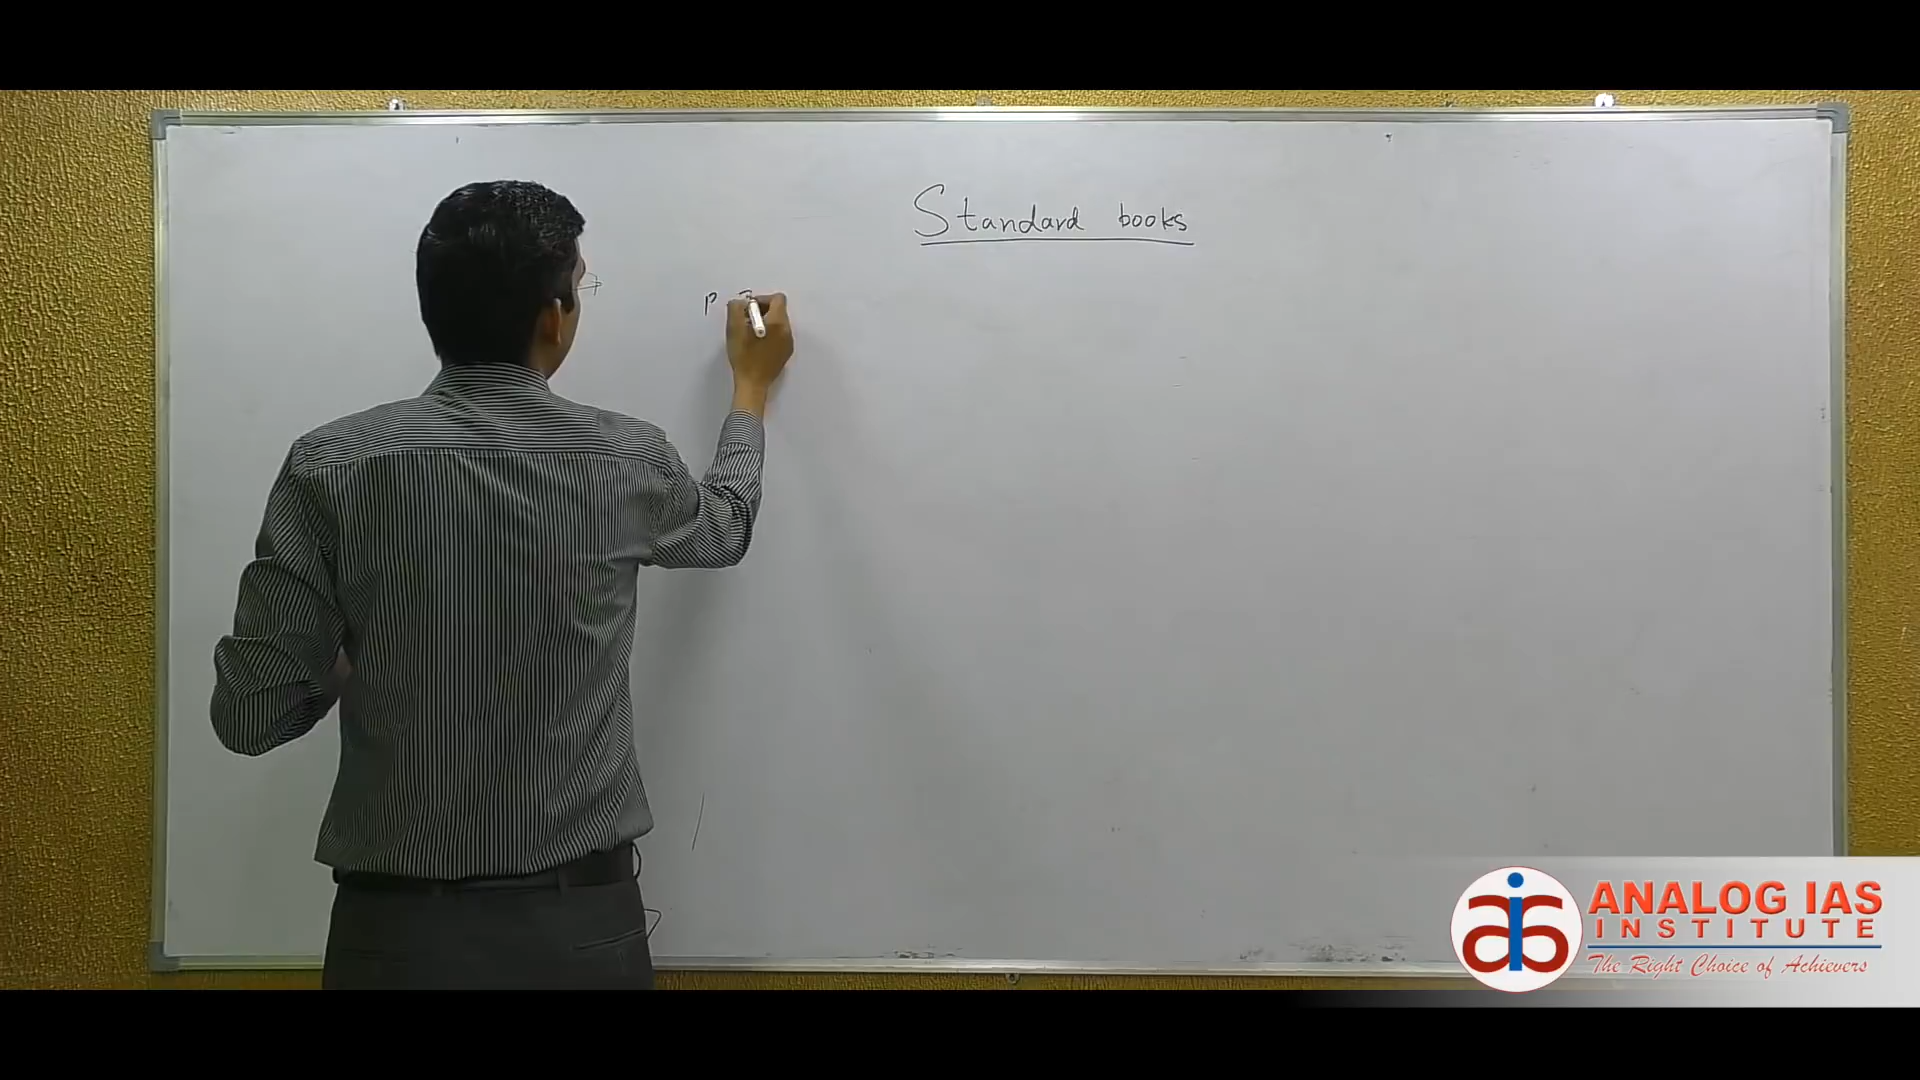 Standard books
P
ANALOG IAS
INSTITUTE
The Right Choice of Achievers